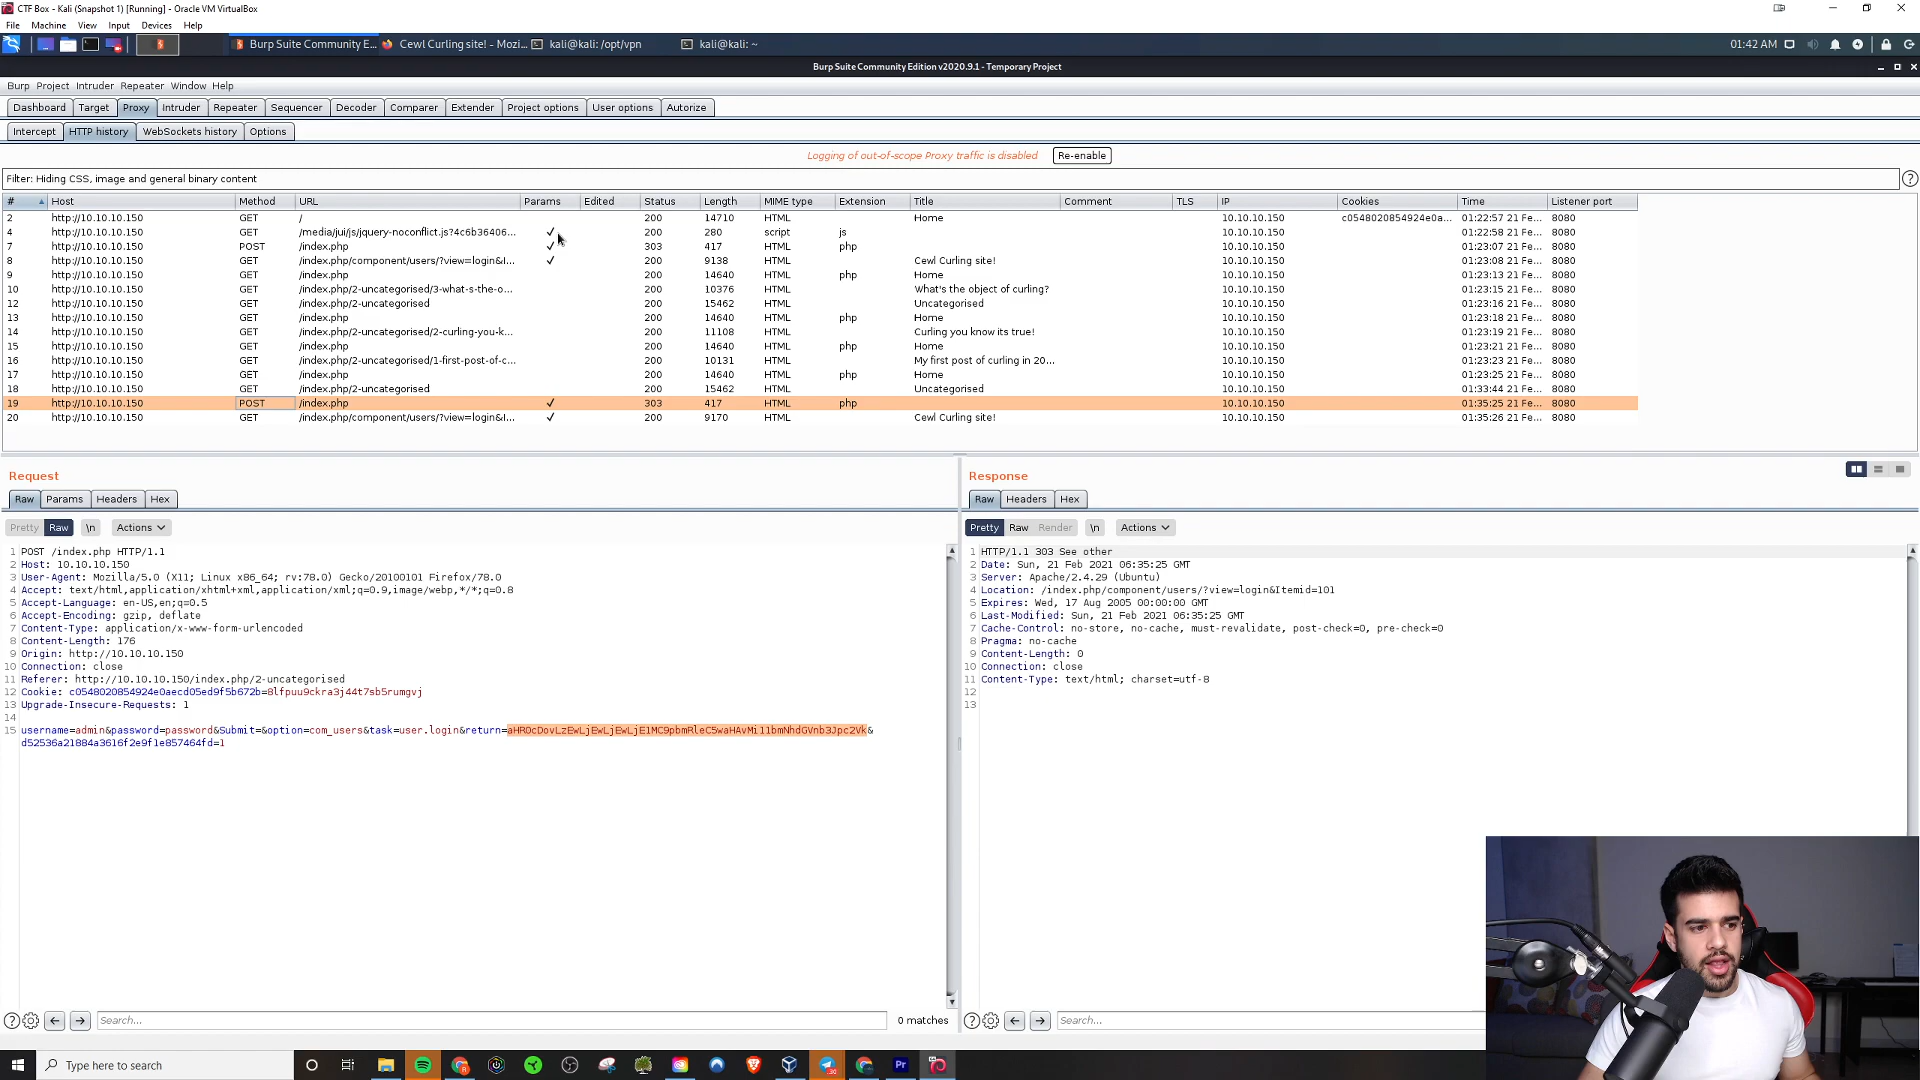 CTF Box - Kali (Snapshot 1) [Running] - Oracle VM VirtualBox
File Machine View Input Devices Help
Burp Suite Community E... Cewl Curling site! - Mozi... kali@kali: /opt/vpn kali@kali: ~ 01:42 AM
Burp Suite Community Edition v2020.9.1 - Temporary Project
Burp Project Intruder Repeater Window Help
Dashboard Target Proxy Intruder Repeater Sequencer Decoder Comparer Extender Project options User options Autorize
Intercept HTTP history WebSockets history Options
Logging of out-of-scope Proxy traffic is disabled Re-enable
Filter: Hiding CSS, image and general binary content ?
# Host Method URL Params Edited Status Length MIME type Extension Title Comment TLS IP Cookies Time Listener port
2 http://10.10.10.150 GET / 200 14710 HTML Home 10.10.10.150 c0548020854924e0a... 01:22:57 21 Fe... 8080
4 http://10.10.10.150 GET /media/jui/js/jquery-noconflict.js?4c6b36406... ✓ 200 280 script js 10.10.10.150 01:22:58 21 Fe... 8080
7 http://10.10.10.150 POST /index.php ✓ 303 417 HTML php 10.10.10.150 01:23:07 21 Fe... 8080
8 http://10.10.10.150 GET /index.php/component/users/?view=login&I... ✓ 200 9138 HTML Cewl Curling site! 10.10.10.150 01:23:08 21 Fe... 8080
9 http://10.10.10.150 GET /index.php 200 14640 HTML php Home 10.10.10.150 01:23:13 21 Fe... 8080
10 http://10.10.10.150 GET /index.php/2-uncategorised/3-what-s-the-o... 200 10376 HTML What's the object of curling? 10.10.10.150 01:23:15 21 Fe... 8080
12 http://10.10.10.150 GET /index.php/2-uncategorised 200 15462 HTML Uncategorised 10.10.10.150 01:23:16 21 Fe... 8080
13 http://10.10.10.150 GET /index.php 200 14640 HTML php Home 10.10.10.150 01:23:18 21 Fe... 8080
14 http://10.10.10.150 GET /index.php/2-uncategorised/2-curling-you-k... 200 11108 HTML Curling you know its true! 10.10.10.150 01:23:19 21 Fe... 8080
15 http://10.10.10.150 GET /index.php 200 14640 HTML php Home 10.10.10.150 01:23:21 21 Fe... 8080
16 http://10.10.10.150 GET /index.php/2-uncategorised/1-first-post-of-c... 200 10131 HTML My first post of curling in 20... 10.10.10.150 01:23:23 21 Fe... 8080
17 http://10.10.10.150 GET /index.php 200 14640 HTML php Home 10.10.10.150 01:23:25 21 Fe... 8080
18 http://10.10.10.150 GET /index.php/2-uncategorised 200 15462 HTML Uncategorised 10.10.10.150 01:33:44 21 Fe... 8080
19 http://10.10.10.150 POST /index.php ✓ 303 417 HTML php 10.10.10.150 01:35:25 21 Fe... 8080
20 http://10.10.10.150 GET /index.php/component/users/?view=login&I... ✓ 200 9170 HTML Cewl Curling site! 10.10.10.150 01:35:26 21 Fe... 8080
Request
Raw Params Headers Hex
Pretty Raw \n Actions
1 POST /index.php HTTP/1.1
2 Host: 10.10.10.150
3 User-Agent: Mozilla/5.0 (X11; Linux x86_64; rv:78.0) Gecko/20100101 Firefox/78.0
4 Accept: text/html,application/xhtml+xml,application/xml;q=0.9,image/webp,*/*;q=0.8
5 Accept-Language: en-US,en;q=0.5
6 Accept-Encoding: gzip, deflate
7 Content-Type: application/x-www-form-urlencoded
8 Content-Length: 176
9 Origin: http://10.10.10.150
10 Connection: close
11 Referer: http://10.10.10.150/index.php/2-uncategorised
12 Cookie: c0548020854924e0aecd05ed9f5b672b=8lfpuu9ckra3j44t7sb5rumgvj
13 Upgrade-Insecure-Requests: 1
14
15 username=admin&password=password&Submit=&option=com_users&task=user.login&return=aHR0cDovLzEwLjEwLjEwLjE1MC9pbmRleC5waHAvMi11bmNhdGVnb3Jpc2Vk&
d52536a21884a3616f2e9f1e857464fd=1
? Search... 0 matches
Response
Raw Headers Hex
Pretty Raw Render \n Actions
1 HTTP/1.1 303 See other
2 Date: Sun, 21 Feb 2021 06:35:25 GMT
3 Server: Apache/2.4.29 (Ubuntu)
4 Location: /index.php/component/users/?view=login&Itemid=101
5 Expires: Wed, 17 Aug 2005 00:00:00 GMT
6 Last-Modified: Sun, 21 Feb 2021 06:35:25 GMT
7 Cache-Control: no-store, no-cache, must-revalidate, post-check=0, pre-check=0
8 Pragma: no-cache
9 Content-Length: 0
10 Connection: close
11 Content-Type: text/html; charset=utf-8
12
13
? Search...
Type here to search Pr